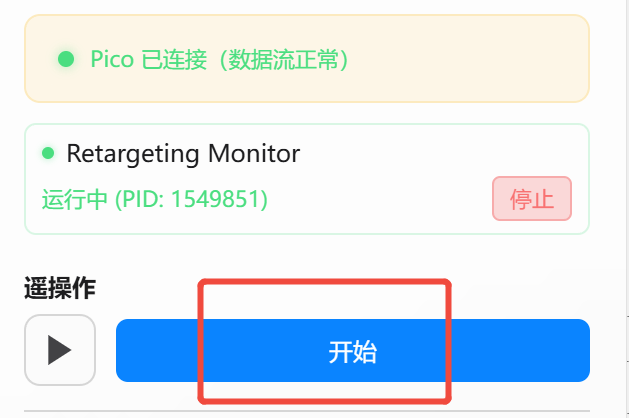 Pico 已连接（数据流正常）
Retargeting Monitor
运行中 (PID: 1549851)
停止
遥操作
开始